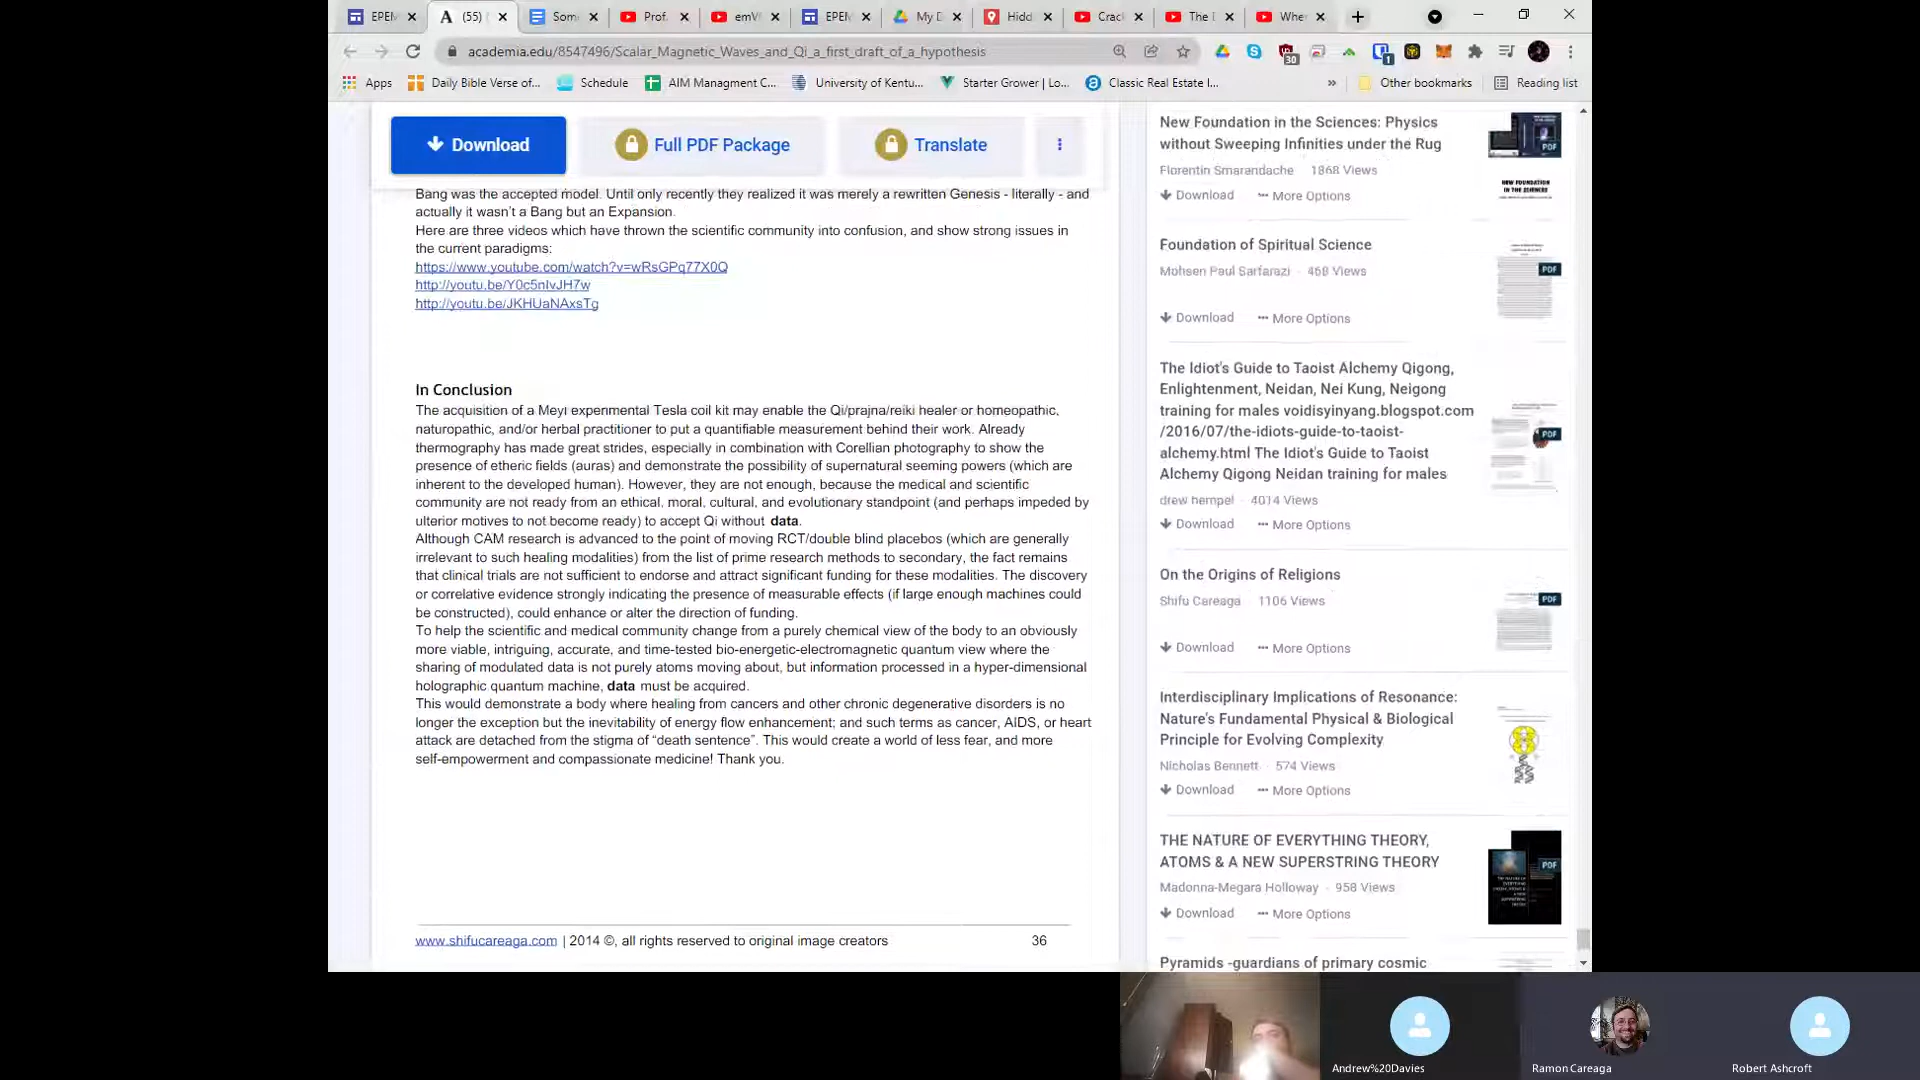 EPEM
(55)
Som
Prof.
emVI
EPEM
My D
Hidd
Crack
The I
Wher
academia.edu/8547496/Scalar_Magnetic_Waves_and_Qi_a_first_draft_of_a_hypothesis
30
1
Apps
Daily Bible Verse of...
Schedule
AIM Managment C...
University of Kentu...
Starter Grower | Lo...
Classic Real Estate I...
»
Other bookmarks
Reading list
Download
Full PDF Package
Translate
Bang was the accepted model. Until only recently they realized it was merely a rewritten Genesis - literally - and
actually it wasn't a Bang but an Expansion.
Here are three videos which have thrown the scientific community into confusion, and show strong issues in
the current paradigms:
https://www.youtube.com/watch?v=wRsGPq77X0Q
http://youtu.be/Y0c5nIvJH7w
http://youtu.be/JKHUaNAxsTg
In Conclusion
The acquisition of a Meyl experimental Tesla coil kit may enable the Qi/prajna/reiki healer or homeopathic,
naturopathic, and/or herbal practitioner to put a quantifiable measurement behind their work. Already
thermography has made great strides, especially in combination with Corellian photography to show the
presence of etheric fields (auras) and demonstrate the possibility of supernatural seeming powers (which are
inherent to the developed human). However, they are not enough, because the medical and scientific
community are not ready from an ethical, moral, cultural, and evolutionary standpoint (and perhaps impeded by
ulterior motives to not become ready) to accept Qi without data.
Although CAM research is advanced to the point of moving RCT/double blind placebos (which are generally
irrelevant to such healing modalities) from the list of prime research methods to secondary, the fact remains
that clinical trials are not sufficient to endorse and attract significant funding for these modalities. The discovery
or correlative evidence strongly indicating the presence of measurable effects (if large enough machines could
be constructed), could enhance or alter the direction of funding.
To help the scientific and medical community change from a purely chemical view of the body to an obviously
more viable, intriguing, accurate, and time-tested bio-energetic-electromagnetic quantum view where the
sharing of modulated data is not purely atoms moving about, but information processed in a hyper-dimensional
holographic quantum machine, data must be acquired.
This would demonstrate a body where healing from cancers and other chronic degenerative disorders is no
longer the exception but the inevitability of energy flow enhancement; and such terms as cancer, AIDS, or heart
attack are detached from the stigma of “death sentence”. This would create a world of less fear, and more
self-empowerment and compassionate medicine! Thank you.
www.shifucareaga.com | 2014 ©, all rights reserved to original image creators
36
New Foundation in the Sciences: Physics
without Sweeping Infinities under the Rug
Florentin Smarandache · 1868 Views
Download ··· More Options
PDF
NEW FOUNDATION
IN THE SCIENCES:
Foundation of Spiritual Science
Mohsen Paul Sarfarazi · 468 Views
Download ··· More Options
PDF
The Idiot's Guide to Taoist Alchemy Qigong,
Enlightenment, Neidan, Nei Kung, Neigong
training for males voidisyinyang.blogspot.com
/2016/07/the-idiots-guide-to-taoist-
alchemy.html The Idiot's Guide to Taoist
Alchemy Qigong Neidan training for males
drew hempel · 4014 Views
Download ··· More Options
PDF
On the Origins of Religions
Shifu Careaga · 1106 Views
Download ··· More Options
PDF
Interdisciplinary Implications of Resonance:
Nature's Fundamental Physical & Biological
Principle for Evolving Complexity
Nicholas Bennett · 574 Views
Download ··· More Options
THE NATURE OF EVERYTHING THEORY,
ATOMS & A NEW SUPERSTRING THEORY
Madonna-Megara Holloway · 958 Views
Download ··· More Options
PDF
Pyramids -guardians of primary cosmic
Andrew%20Davies
Ramon Careaga
Robert Ashcroft